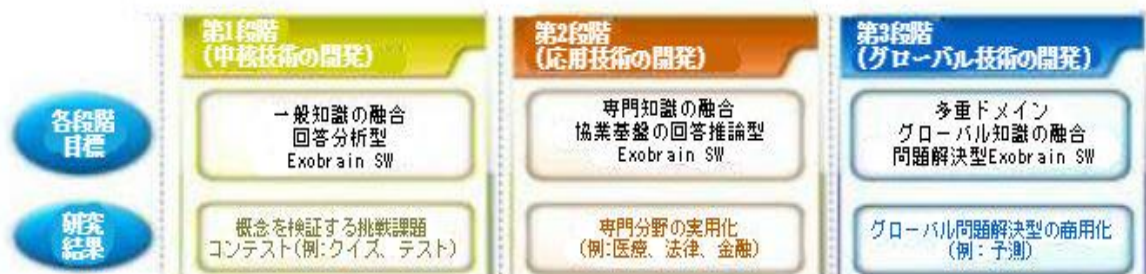 第1段階
(中核技術の開発)
第2段階
(応用技術の開発)
第3段階
(グローバル技術の開発)
各段階
目標
一般知識の融合
回答分析型
Exobrain SW
専門知識の融合
協業基盤の回答推論型
Exobrain SW
多重ドメイン
グローバル知識の融合
問題解決型Exobrain SW
研究
結果
概念を検証する挑戦課題
コンテスト(例:クイズ、テスト)
専門分野の実用化
(例:医療、法律、金融)
グローバル問題解決型の商用化
(例：予測)